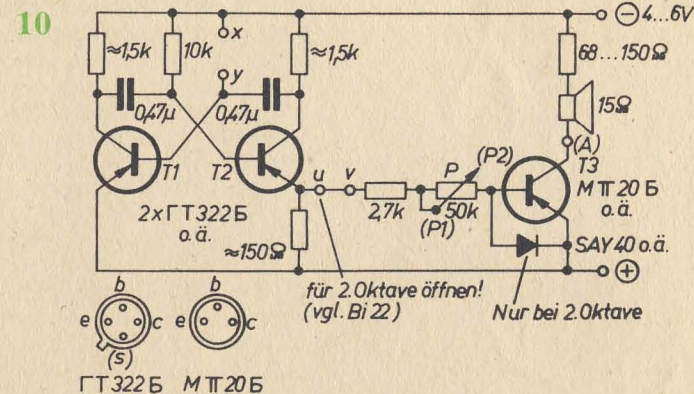 10
⊖ 4...6V
≈1,5k
10k
x
y
≈1,5k
68...150Ω
0,47µ
0,47µ
15Ω
(A)
T1
T2
u
v
P
(P2)
T3
2xГТ322Б
o.ä.
2,7k
50k
(P1)
МП20Б
o.ä.
≈150Ω
SAY40 o.ä.
⊕
für 2.Oktave öffnen!
(vgl. Bi 22)
Nur bei 2.Oktave
b
b
e
c
e
c
(s)
ГТ322Б
МП20Б